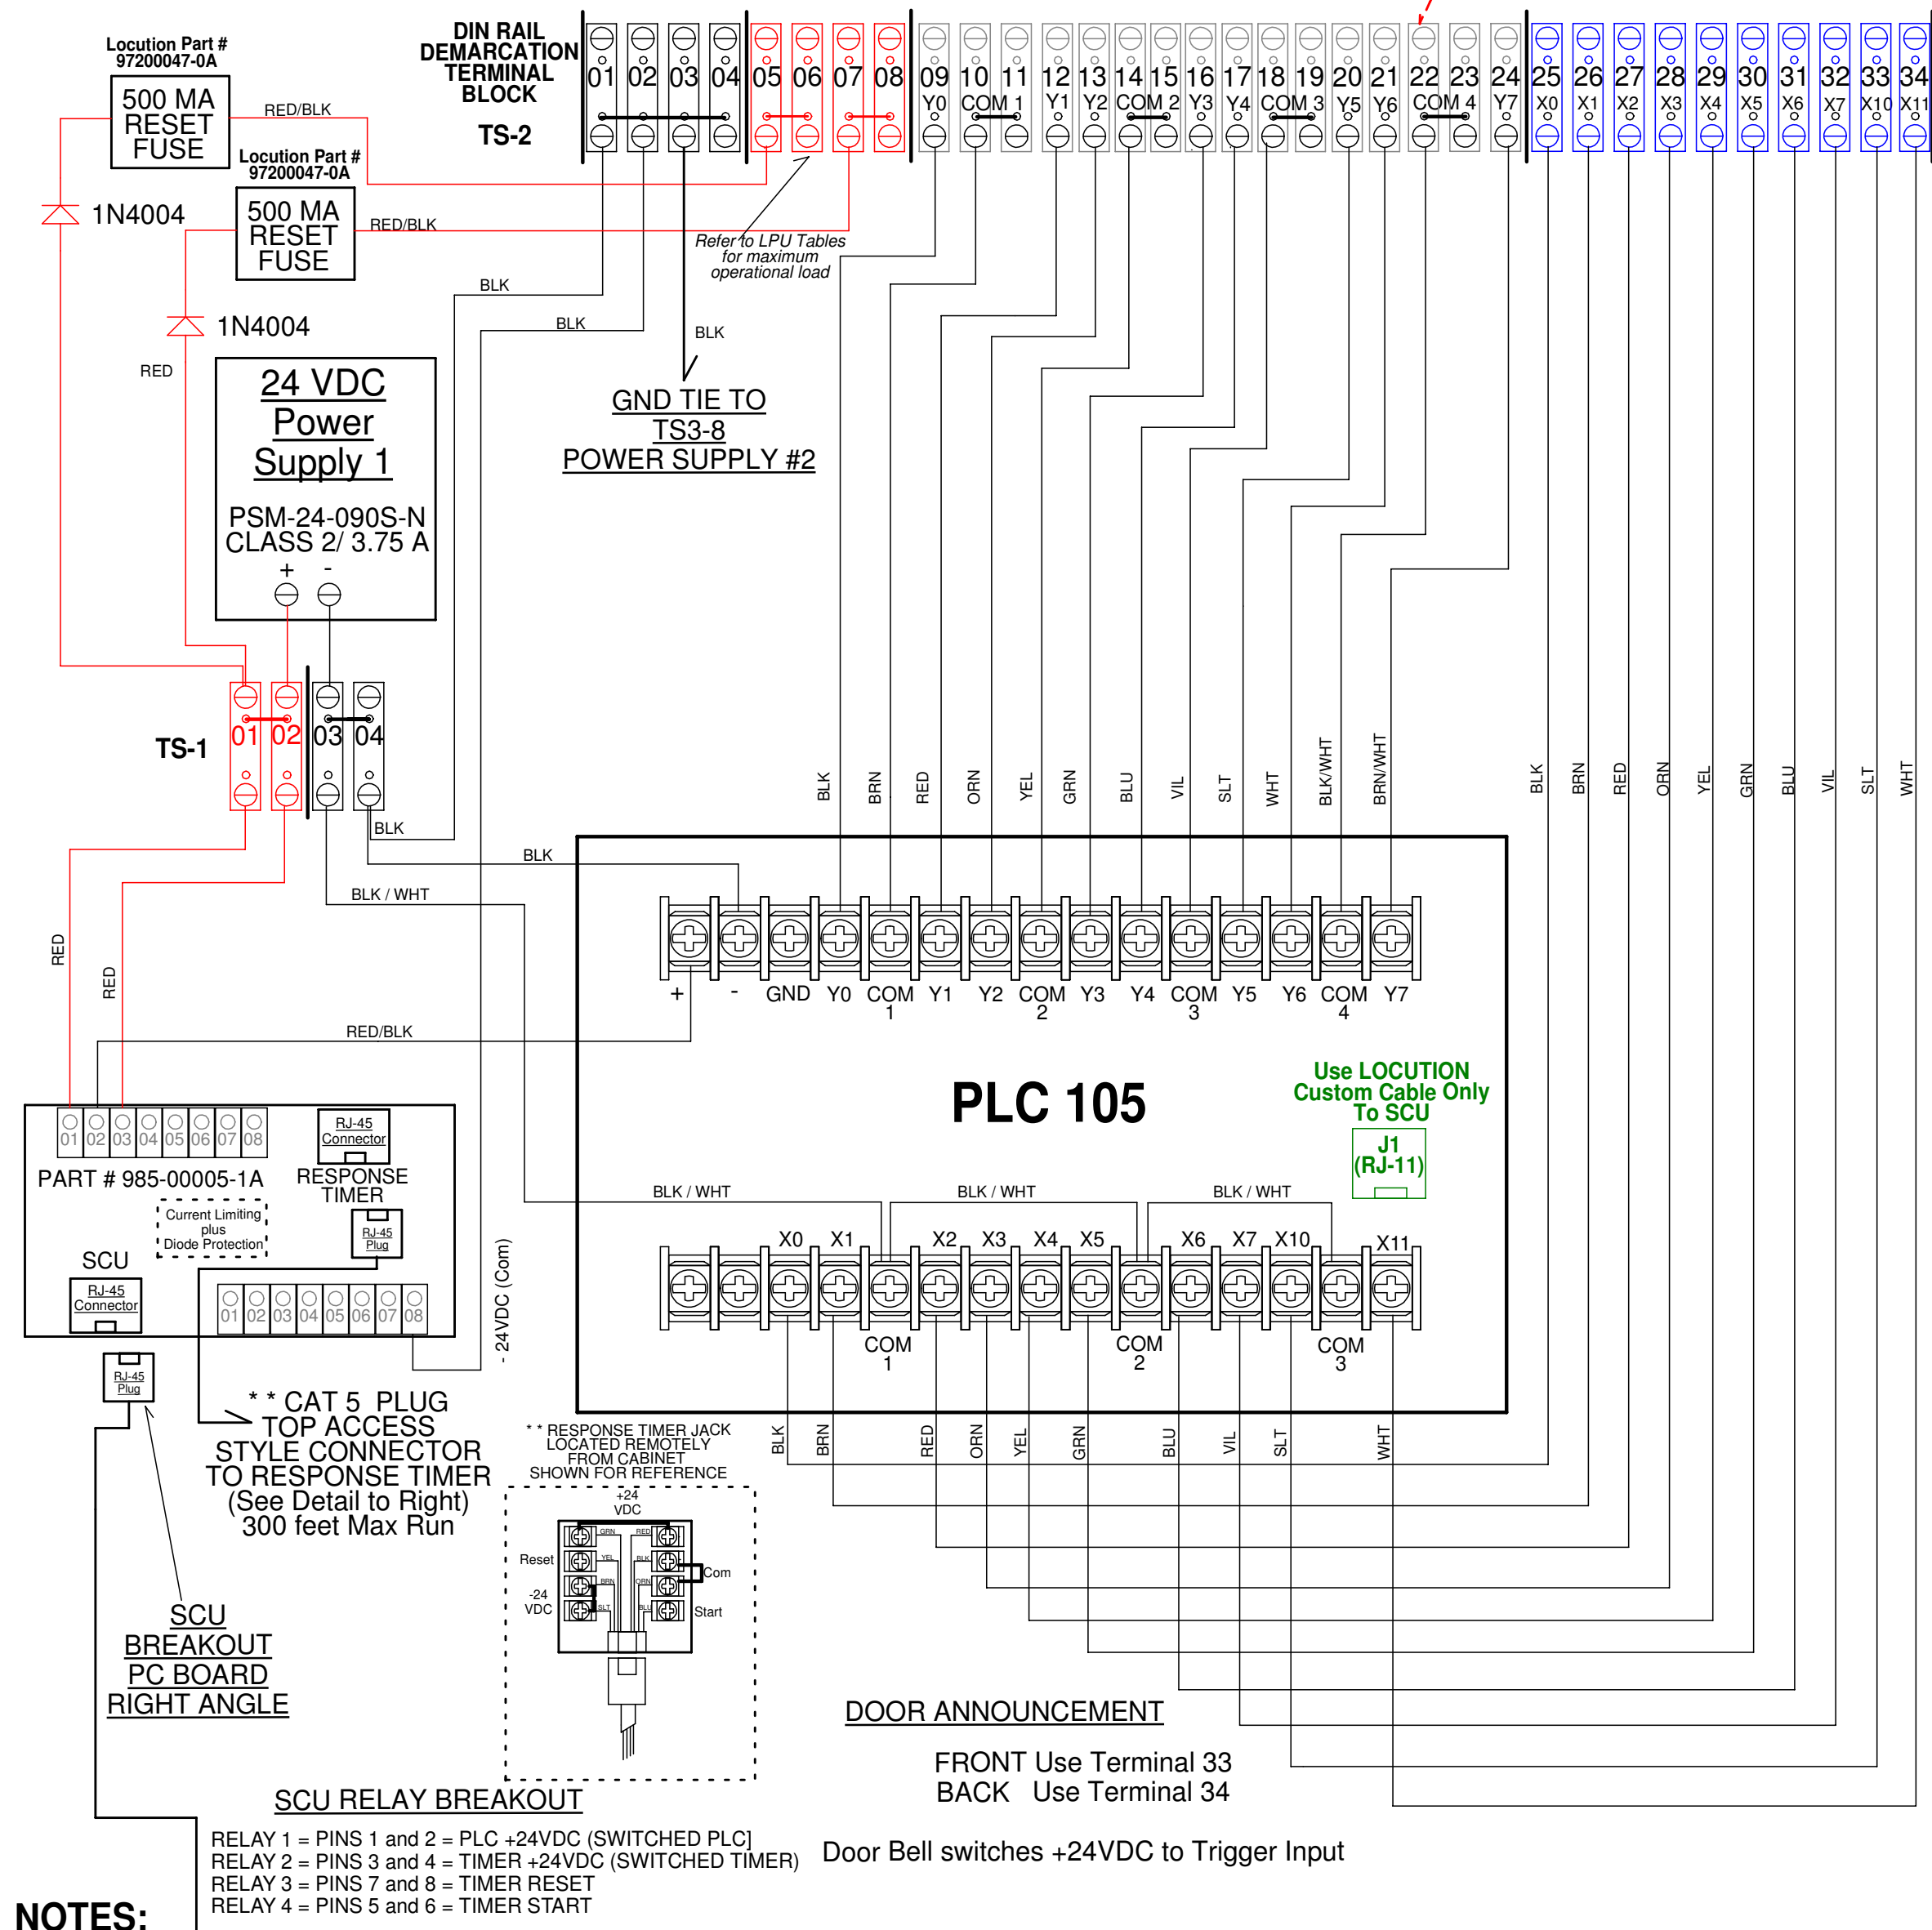 Locution Part #
97200047-0A
500 MA
RESET
FUSE
RED/BLK
Locution Part #
97200047-0A
500 MA
RESET
FUSE
RED/BLK
1N4004
1N4004
RED
DIN RAIL
DEMARCATION
TERMINAL
BLOCK
TS-2
01 02 03 04 05 06 07 08 09 10 11 12 13 14 15 16 17 18 19 20 21 22 23 24 25 26 27 28 29 30 31 32 33 34
Y0 COM 1 Y1 Y2 COM 2 Y3 Y4 COM 3 Y5 Y6 COM 4 Y7 X0 X1 X2 X3 X4 X5 X6 X7 X10 X11
Refer to LPU Tables
for maximum
operational load
BLK
BLK
BLK
GND TIE TO
TS3-8
POWER SUPPLY #2
24 VDC
Power
Supply 1
PSM-24-090S-N
CLASS 2/ 3.75 A
+ -
TS-1
01 02 03 04
BLK
BLK
BLK / WHT
RED
RED
RED/BLK
BLK BRN RED ORN YEL GRN BLU VIL SLT WHT BLK/WHT BRN/WHT
BLK BRN RED ORN YEL GRN BLU VIL SLT WHT
+ - GND Y0 COM 1 Y1 Y2 COM 2 Y3 Y4 COM 3 Y5 Y6 COM 4 Y7
PLC 105
Use LOCUTION
Custom Cable Only
To SCU
J1
(RJ-11)
BLK / WHT BLK / WHT BLK / WHT
X0 X1 X2 X3 X4 X5 X6 X7 X10 X11
COM 1 COM 2 COM 3
BLK BRN RED ORN YEL GRN BLU VIL SLT WHT
01 02 03 04 05 06 07 08
RJ-45
Connector
PART # 985-00005-1A
RESPONSE
TIMER
Current Limiting
plus
Diode Protection
RJ-45
Plug
SCU
RJ-45
Connector
01 02 03 04 05 06 07 08
- 24VDC (Com)
RJ-45
Plug
* * CAT 5 PLUG
TOP ACCESS
STYLE CONNECTOR
TO RESPONSE TIMER
(See Detail to Right)
300 feet Max Run
* * RESPONSE TIMER JACK
LOCATED REMOTELY
FROM CABINET
SHOWN FOR REFERENCE
+24
VDC
GRN RED
Reset YEL BLK
Com
-24
VDC
BRN ORN
SLT BLU
Start
SCU
BREAKOUT
PC BOARD
RIGHT ANGLE
DOOR ANNOUNCEMENT
FRONT Use Terminal 33
BACK Use Terminal 34
Door Bell switches +24VDC to Trigger Input
SCU RELAY BREAKOUT
RELAY 1 = PINS 1 and 2 = PLC +24VDC (SWITCHED PLC]
RELAY 2 = PINS 3 and 4 = TIMER +24VDC (SWITCHED TIMER)
RELAY 3 = PINS 7 and 8 = TIMER RESET
RELAY 4 = PINS 5 and 6 = TIMER START
NOTES: